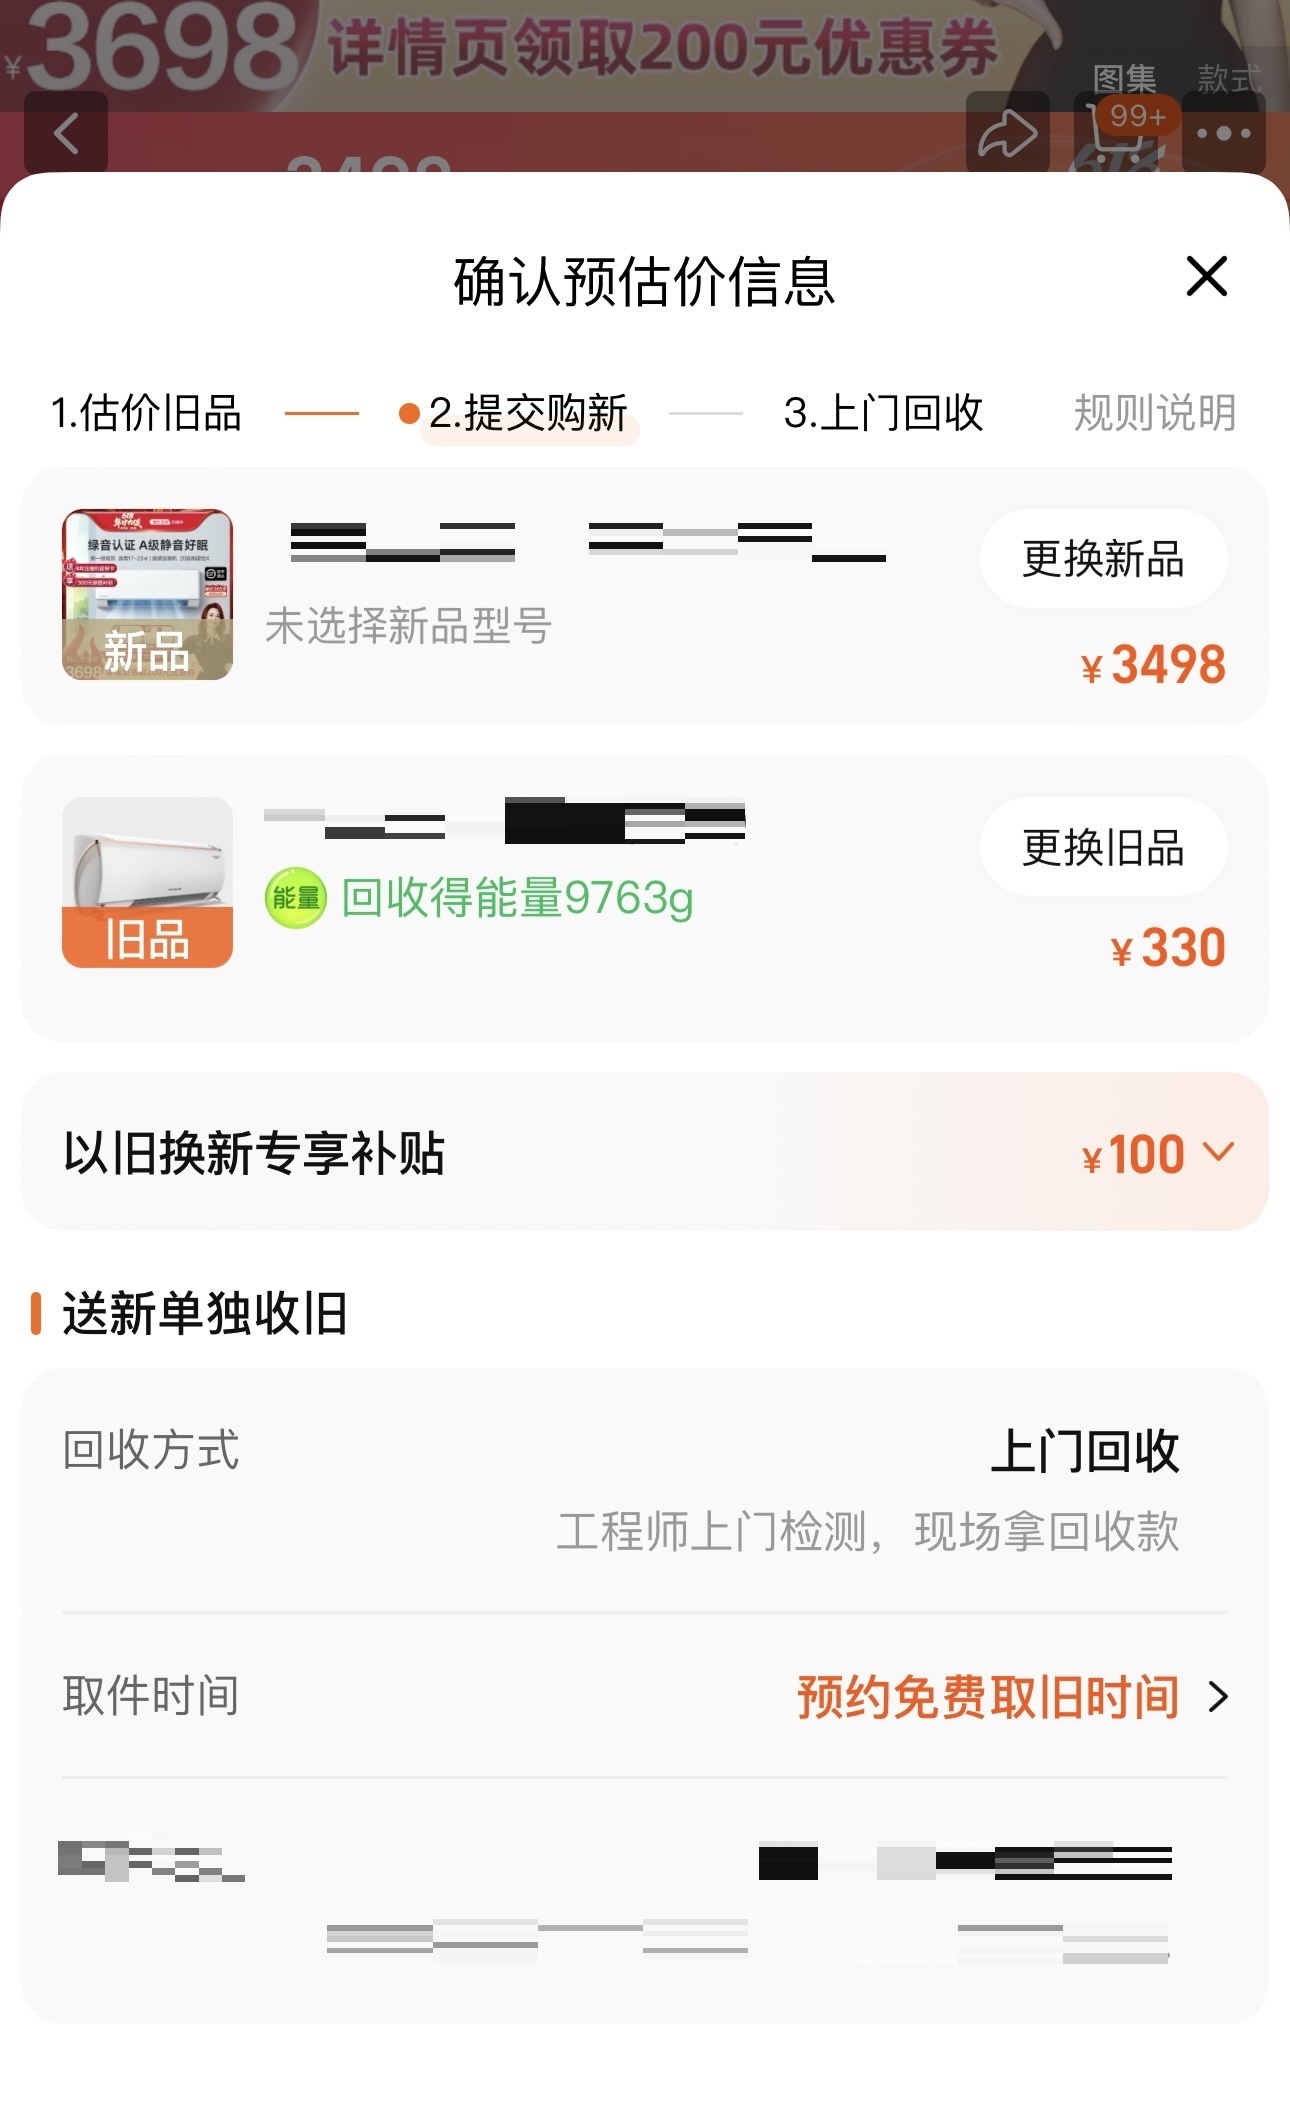 ¥3698 详情页领取200元优惠券
图集 款式
99+
确认预估价信息
1.估价旧品 2.提交购新 3.上门回收 规则说明
绿音认证 A级静音好眠
新品
更换新品
未选择新品型号
¥3498
旧品
更换旧品
能量 回收得能量9763g
¥330
以旧换新专享补贴 ¥100
送新单独收旧
回收方式 上门回收
工程师上门检测，现场拿回收款
取件时间 预约免费取旧时间